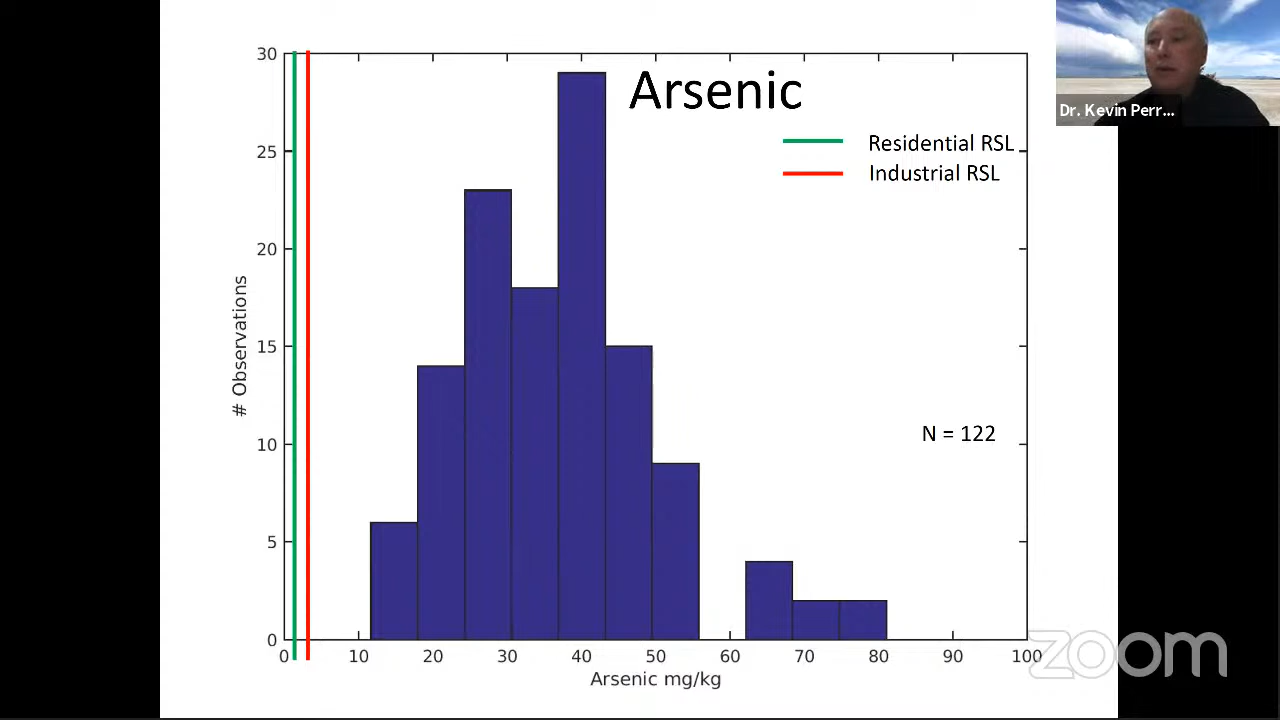 Arsenic
Residential RSL
Industrial RSL
N = 122
# Observations
30
25
20
15
10
5
0
0 10 20 30 40 50 60 70 80 90 100
Arsenic mg/kg
Dr. Kevin Perr...
zoom